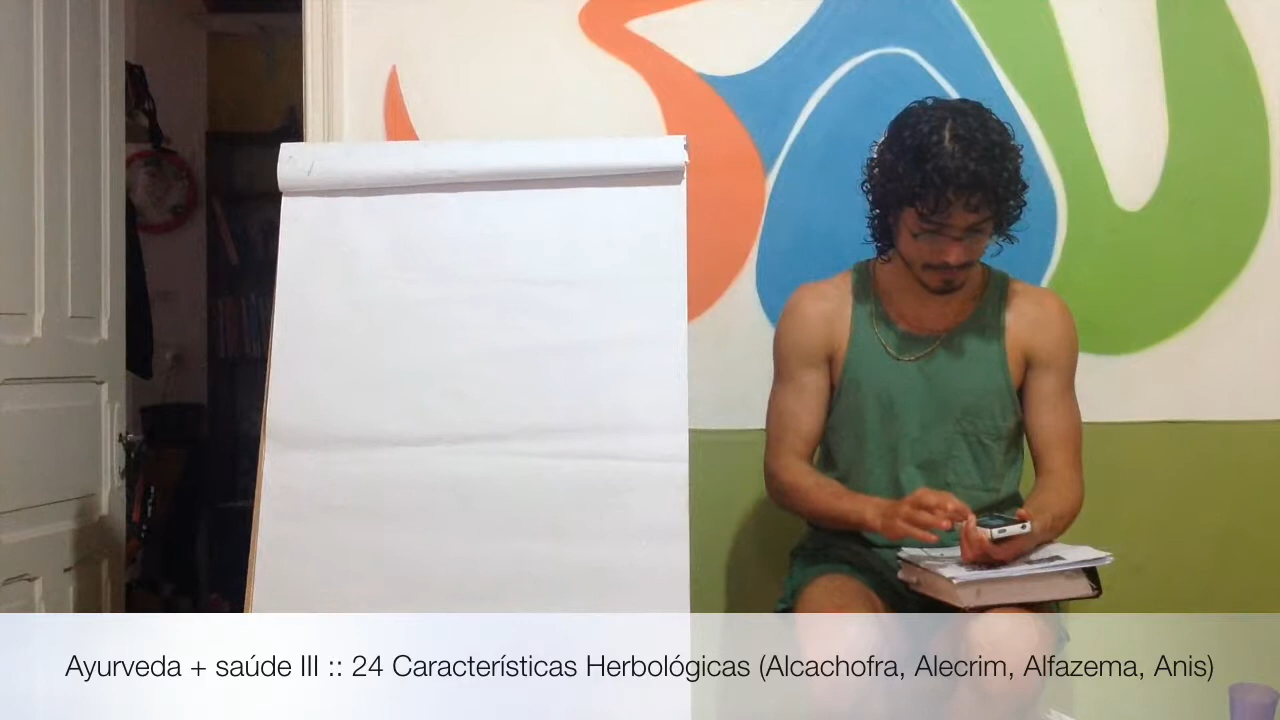 Ayurveda + saúde III :: 24 Características Herbológicas (Alcachofra, Alecrim, Alfazema, Anis)